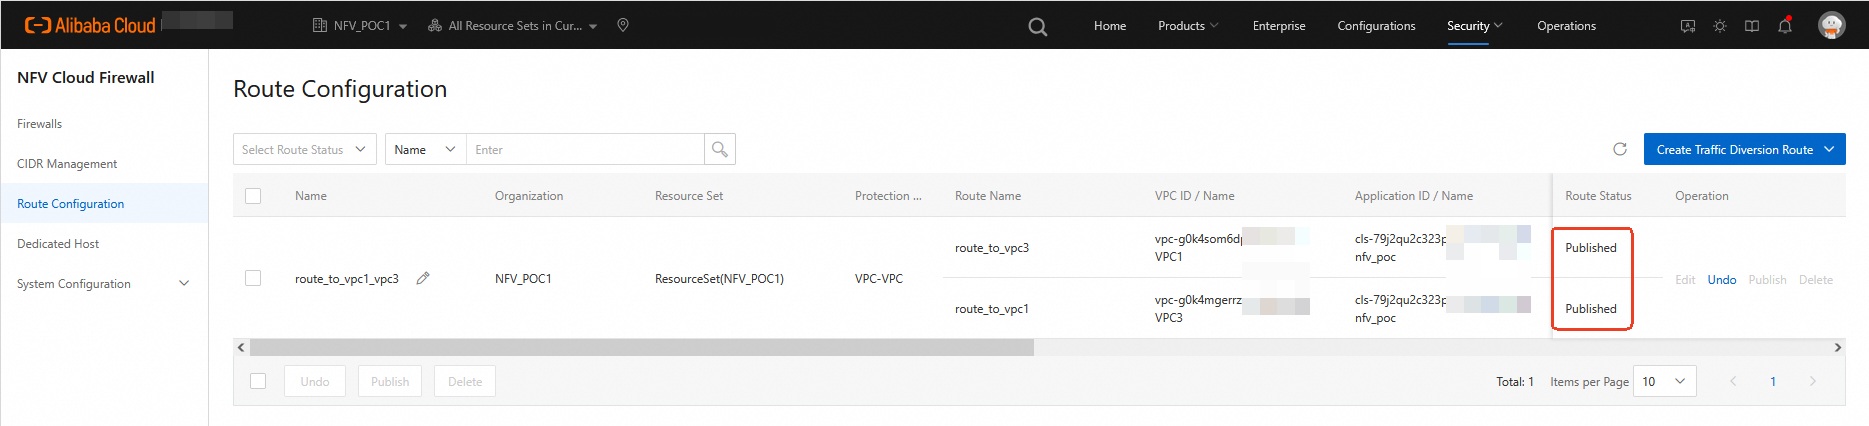 Alibaba Cloud NFV_POC1 All Resource Sets in Cur... Home Products Enterprise Configurations Security Operations
NFV Cloud Firewall
Firewalls
CIDR Management
Route Configuration
Dedicated Host
System Configuration
Route Configuration
Select Route Status Name Enter Create Traffic Diversion Route
Name Organization Resource Set Protection ... Route Name VPC ID / Name Application ID / Name Route Status Operation
route_to_vpc1_vpc3 NFV_POC1 ResourceSet(NFV_POC1) VPC-VPC
route_to_vpc3 vpc-g0k4som6d cls-79j2qu2c323p Published
VPC1 nfv_poc
Edit Undo Publish Delete
route_to_vpc1 vpc-g0k4mgerrz cls-79j2qu2c323p Published
VPC3 nfv_poc
Undo Publish Delete Total: 1 Items per Page 10 1